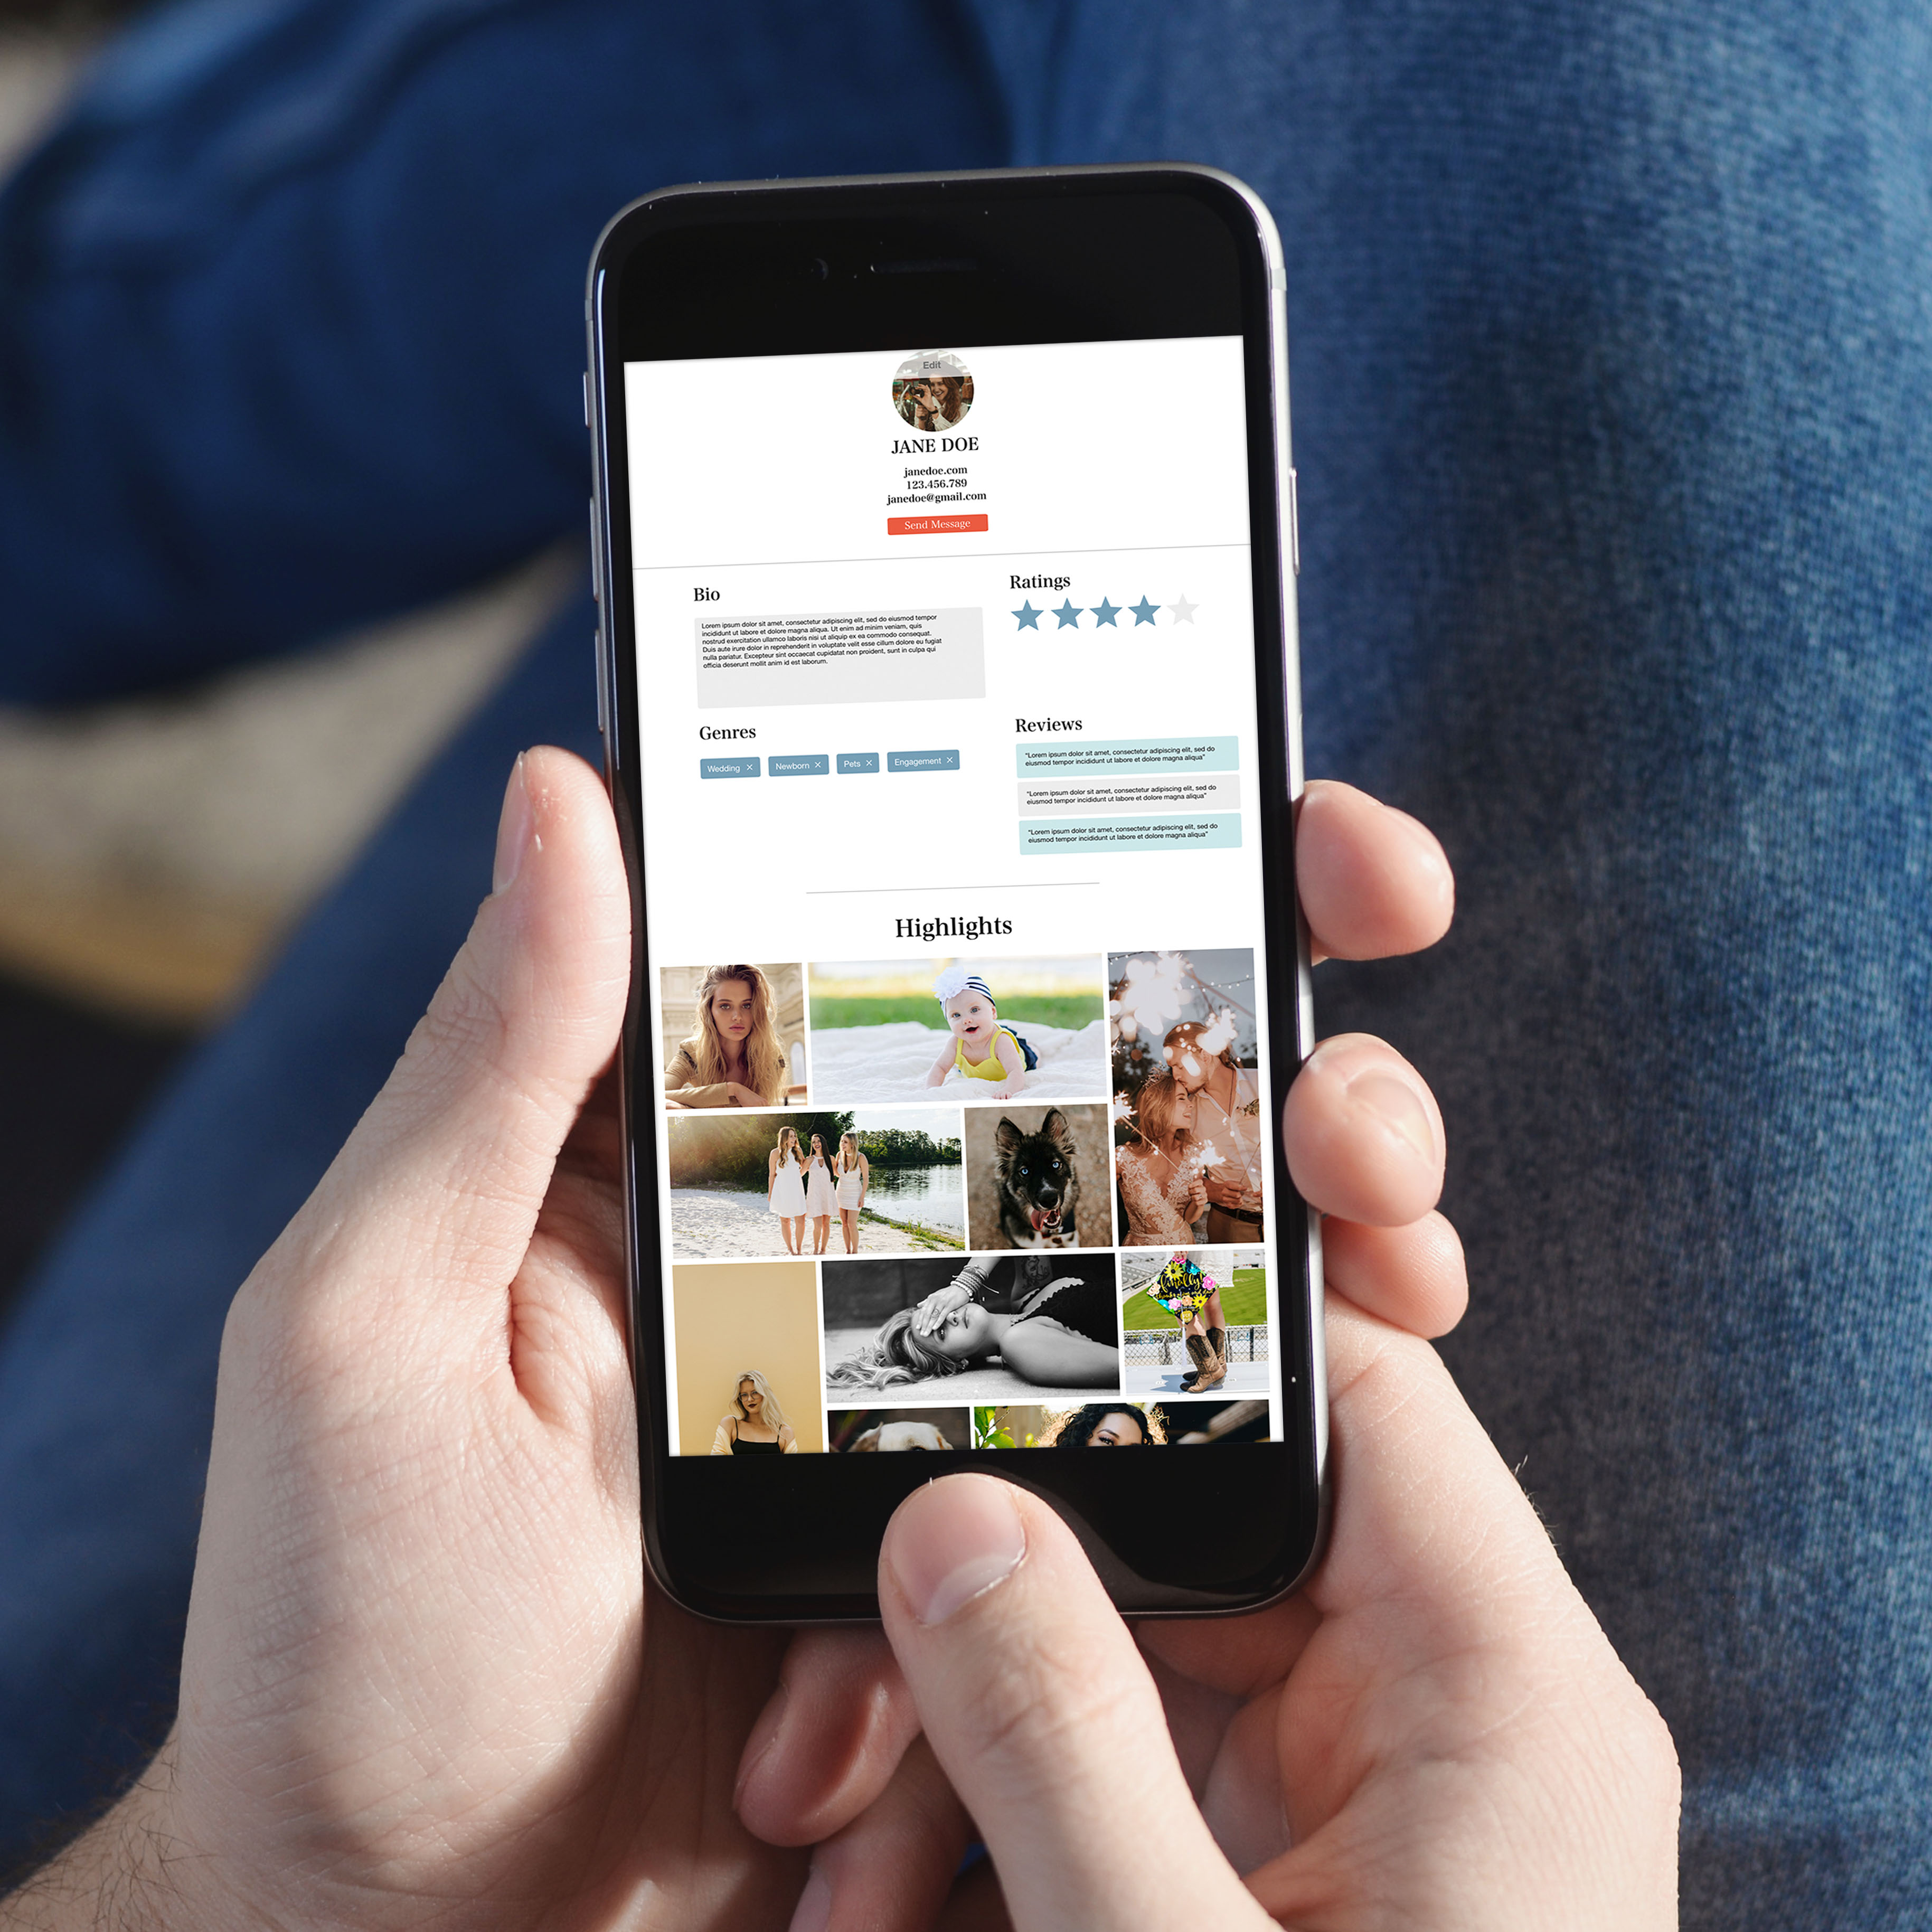 Edit
JANE DOE
janedoe.com
123.456.789
janedoe@gmail.com
Send Message
Bio
Lorem ipsum dolor sit amet, consectetur adipiscing elit, sed do eiusmod tempor
incididunt ut labore et dolore magna aliqua. Ut enim ad minim veniam, quis
nostrud exercitation ullamco laboris nisi ut aliquip ex ea commodo consequat.
Duis aute irure dolor in reprehenderit in voluptate velit esse cillum dolore eu fugiat
nulla pariatur. Excepteur sint occaecat cupidatat non proident, sunt in culpa qui
officia deserunt mollit anim id est laborum.
Ratings
Genres
Wedding ×
Newborn ×
Pets ×
Engagement ×
Reviews
"Lorem ipsum dolor sit amet, consectetur adipiscing elit, sed do
eiusmod tempor incididunt ut labore et dolore magna aliqua"
"Lorem ipsum dolor sit amet, consectetur adipiscing elit, sed do
eiusmod tempor incididunt ut labore et dolore magna aliqua"
"Lorem ipsum dolor sit amet, consectetur adipiscing elit, sed do
eiusmod tempor incididunt ut labore et dolore magna aliqua"
Highlights
finally!